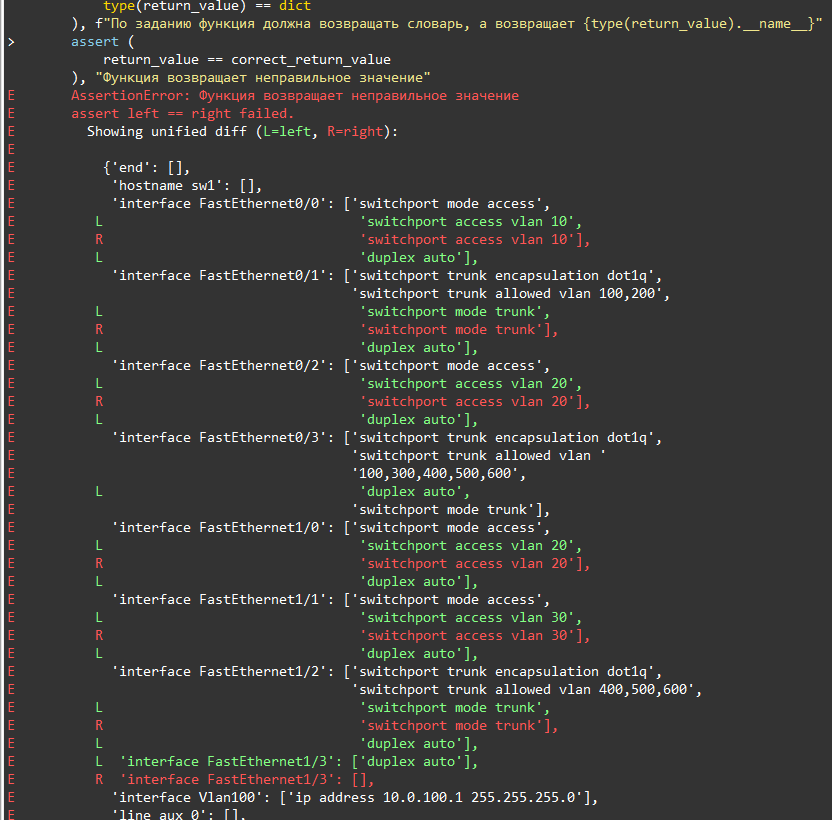 type(return_value) == dict
), f"По заданию функция должна возвращать словарь, а возвращает {type(return_value).__name__}"
> assert (
return_value == correct_return_value
), "Функция возвращает неправильное значение"
E AssertionError: Функция возвращает неправильное значение
E assert left == right failed.
E Showing unified diff (L=left, R=right):
E
E {'end': [],
E 'hostname sw1': [],
E 'interface FastEthernet0/0': ['switchport mode access',
E L 'switchport access vlan 10',
E R 'switchport access vlan 10'],
E L 'duplex auto'],
E 'interface FastEthernet0/1': ['switchport trunk encapsulation dot1q',
E 'switchport trunk allowed vlan 100,200',
E L 'switchport mode trunk',
E R 'switchport mode trunk'],
E L 'duplex auto'],
E 'interface FastEthernet0/2': ['switchport mode access',
E L 'switchport access vlan 20',
E R 'switchport access vlan 20'],
E L 'duplex auto'],
E 'interface FastEthernet0/3': ['switchport trunk encapsulation dot1q',
E 'switchport trunk allowed vlan '
E '100,300,400,500,600',
E L 'duplex auto',
E 'switchport mode trunk'],
E 'interface FastEthernet1/0': ['switchport mode access',
E L 'switchport access vlan 20',
E R 'switchport access vlan 20'],
E L 'duplex auto'],
E 'interface FastEthernet1/1': ['switchport mode access',
E L 'switchport access vlan 30',
E R 'switchport access vlan 30'],
E L 'duplex auto'],
E 'interface FastEthernet1/2': ['switchport trunk encapsulation dot1q',
E 'switchport trunk allowed vlan 400,500,600',
E L 'switchport mode trunk',
E R 'switchport mode trunk'],
E L 'duplex auto'],
E L 'interface FastEthernet1/3': ['duplex auto'],
E R 'interface FastEthernet1/3': [],
E 'interface Vlan100': ['ip address 10.0.100.1 255.255.255.0'],
E 'line aux 0': [],